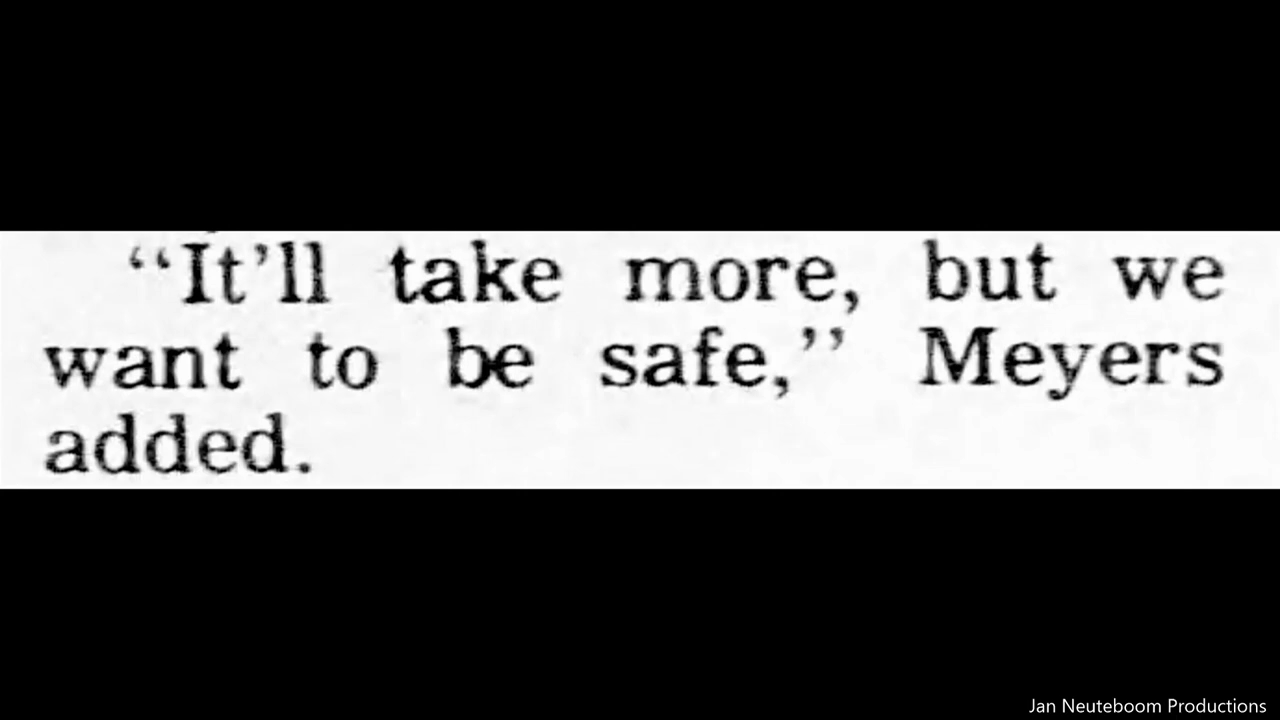 “It’ll take more, but we
want to be safe,” Meyers
added.
Jan Neuteboom Productions